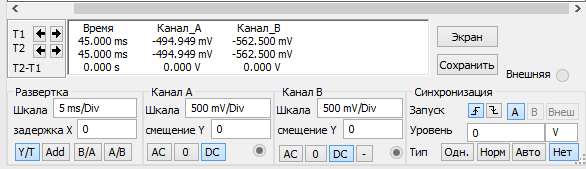 Время Канал_A Канал_B
T1 45.000 ms -494.949 mV -562.500 mV
T2 45.000 ms -494.949 mV -562.500 mV
T2-T1 0.000 s 0.000 V 0.000 V
Экран
Сохранить
Внешняя
Развертка
Шкала 5 ms/Div
задержка X 0
Y/T Add B/A A/B
Канал A
Шкала 500 mV/Div
смещение Y 0
AC 0 DC
Канал B
Шкала 500 mV/Div
смещение Y 0
AC 0 DC -
Синхронизация
Запуск A B Внеш
Уровень 0 V
Тип Одн. Норм Авто Нет